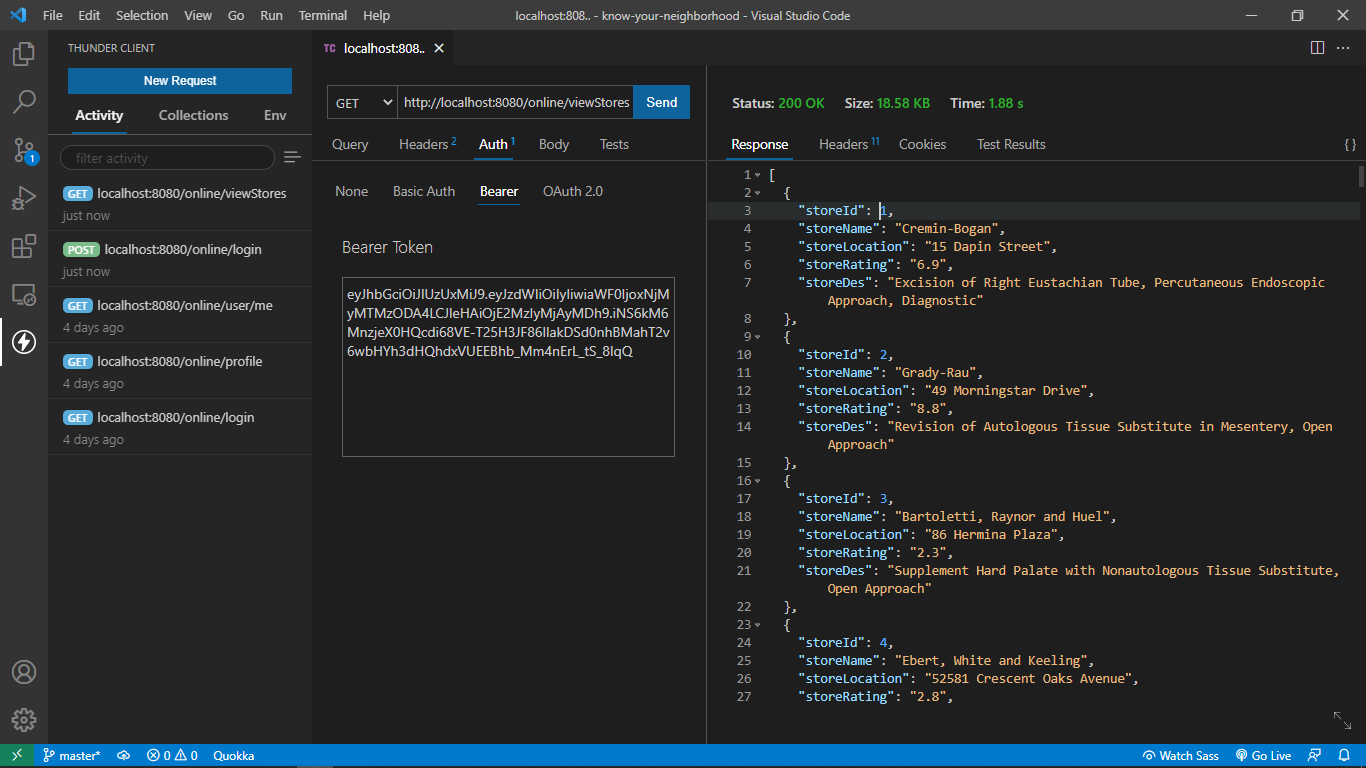 File Edit Selection View Go Run Terminal Help
localhost:808.. - know-your-neighborhood - Visual Studio Code
THUNDER CLIENT
New Request
Activity Collections Env
filter activity
GET localhost:8080/online/viewStores
just now
POST localhost:8080/online/login
just now
GET localhost:8080/online/user/me
4 days ago
GET localhost:8080/online/profile
4 days ago
GET localhost:8080/online/login
4 days ago
1
TC localhost:808..
GET http://localhost:8080/online/viewStores Send
Query Headers 2 Auth 1 Body Tests
None Basic Auth Bearer OAuth 2.0
Bearer Token
Status: 200 OK Size: 18.58 KB Time: 1.88 s
Response Headers 11 Cookies Test Results { }
1 [
2 {
3 "storeId": 1,
4 "storeName": "Cremin-Bogan",
5 "storeLocation": "15 Dapin Street",
6 "storeRating": "6.9",
7 "storeDes": "Excision of Right Eustachian Tube, Percutaneous Endoscopic
Approach, Diagnostic"
8 },
9 {
10 "storeId": 2,
11 "storeName": "Grady-Rau",
12 "storeLocation": "49 Morningstar Drive",
13 "storeRating": "8.8",
14 "storeDes": "Revision of Autologous Tissue Substitute in Mesentery, Open
Approach"
15 },
16 {
17 "storeId": 3,
18 "storeName": "Bartoletti, Raynor and Huel",
19 "storeLocation": "86 Hermina Plaza",
20 "storeRating": "2.3",
21 "storeDes": "Supplement Hard Palate with Nonautologous Tissue Substitute,
Open Approach"
22 },
23 {
24 "storeId": 4,
25 "storeName": "Ebert, White and Keeling",
26 "storeLocation": "52581 Crescent Oaks Avenue",
27 "storeRating": "2.8",
master* 0 0 Quokka
Watch Sass Go Live